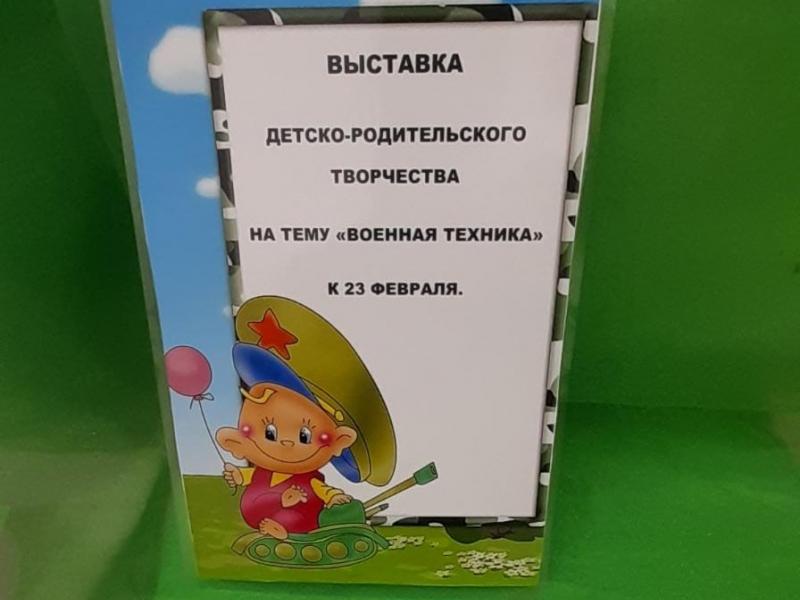 ВЫСТАВКА
ДЕТСКО-РОДИТЕЛЬСКОГО
ТВОРЧЕСТВА
НА ТЕМУ «ВОЕННАЯ ТЕХНИКА»
К 23 ФЕВРАЛЯ.